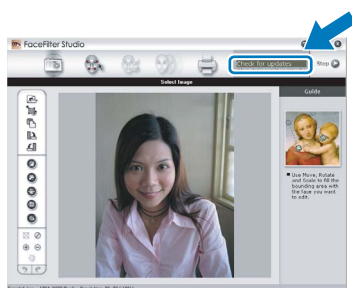 FaceFilter Studio
Check for updates
Stop
Select Image
Guide
Use Move, Rotate
and Scale to fill the
bounding area with
the face you want
to edit.